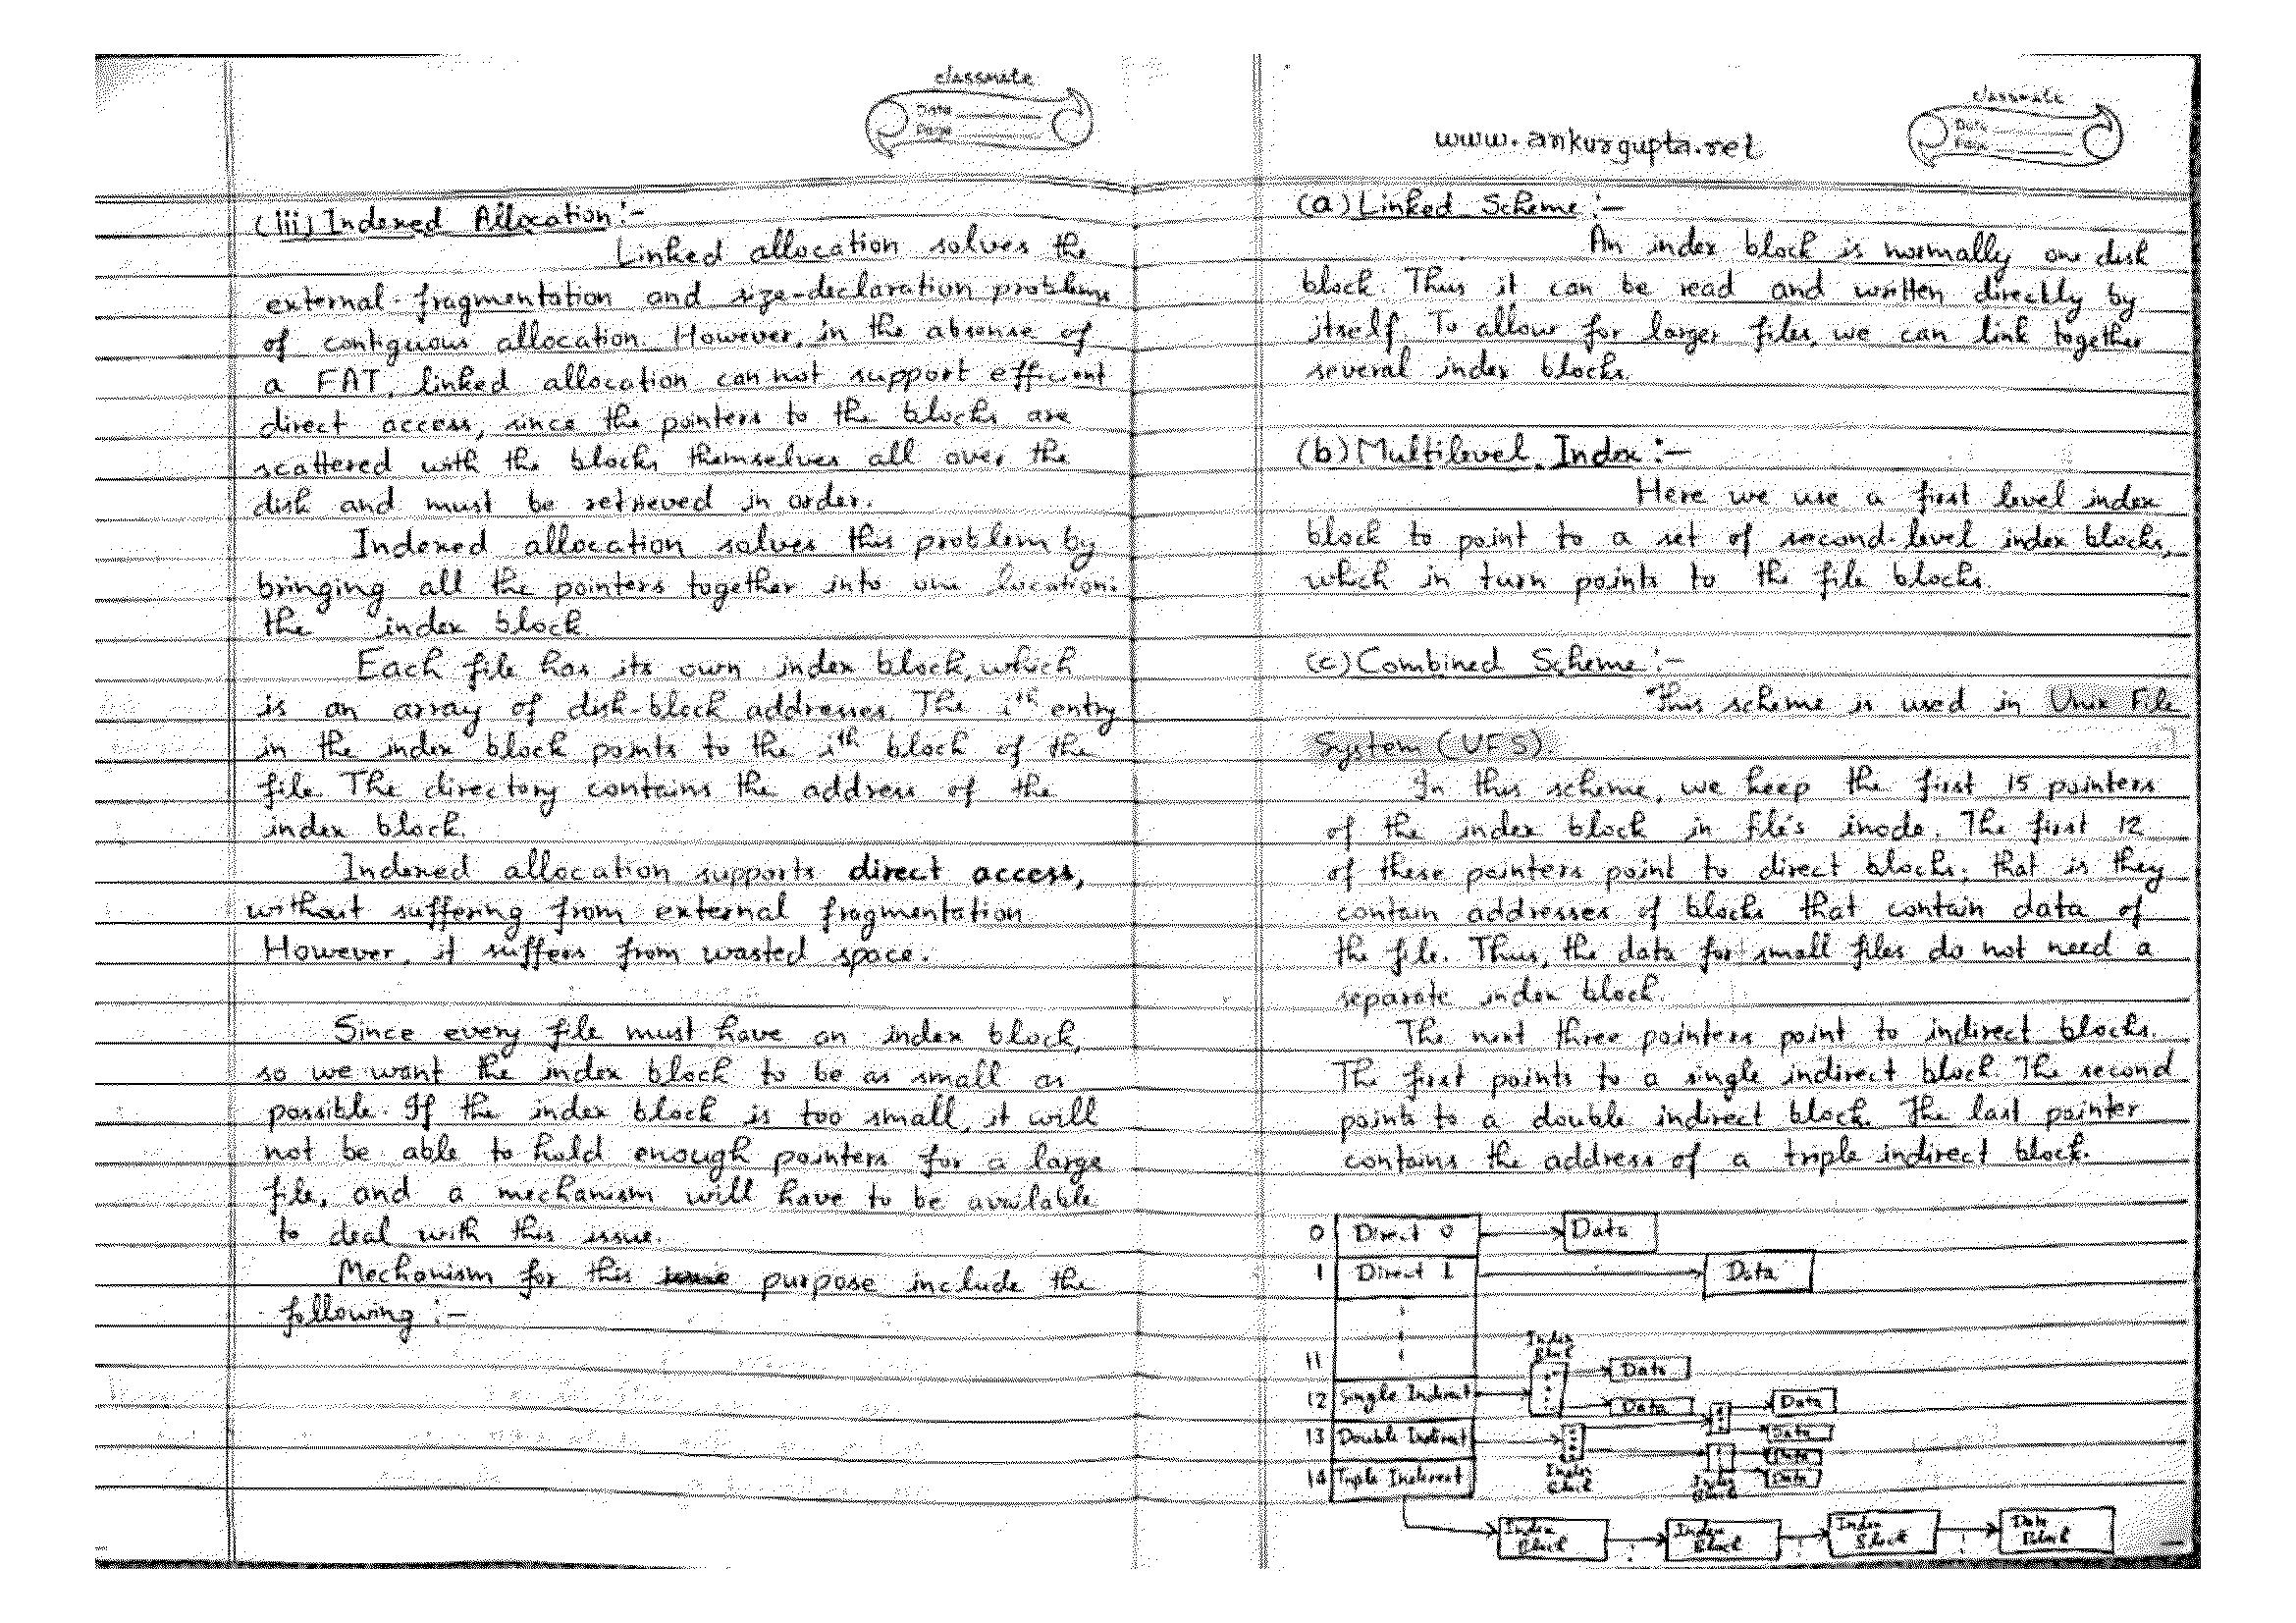 classmate
Date
Page
(iii) Indexed Allocation:-
Linked allocation solves the
external-fragmentation and size-declaration problems
of contiguous allocation. However, in the absense of
a FAT, linked allocation can not support efficient
direct access, since the pointers to the blocks are
scattered with the blocks themselves all over the
disk and must be retrieved in order.
Indexed allocation solves this problem by
bringing all the pointers together into one location:
the index block
Each file has its own index block, which
is an array of disk-block addresses. The ith entry
in the index block points to the ith block of the
file. The directory contains the address of the
index block.
Indexed allocation supports direct access,
without suffering from external fragmentation
However, it suffers from wasted space.
Since every file must have an index block,
so we want the index block to be as small as
possible. If the index block is too small, it will
not be able to hold enough pointers for a large
file, and a mechanism will have to be available
to deal with this issue.
Mechanism for this purpose include the
following :-
classmate
Date
Page
www.ankurgupta.net
(a) Linked Scheme :-
An index block is normally one disk
block. Thus it can be read and written directly by
itself. To allow for larger files, we can link together
several index blocks.
(b) Multilevel Index :-
Here we use a first level index
block to point to a set of second-level index blocks,
which in turn points to the file blocks.
(c) Combined Scheme :-
This scheme is used in Unix File
System (UFS).
In this scheme, we keep the first 15 pointers
of the index block in file's inode. The first 12
of these pointers point to direct blocks; that is they
contain addresses of blocks that contain data of
the file. Thus, the data for small files do not need a
separate index block.
The next three pointers point to indirect blocks.
The first points to a single indirect block. The second
points to a double indirect block. The last pointer
contains the address of a triple indirect block.
0 Direct 0 Data
1 Direct 1 Data
11
Index
Block
Data
12 Single Indirect
Data
Data
13 Double Indirect
Data
Data
14 Triple Indirect
Data
Index
Block
Index
Block
Index
Block
Index
Block
Index
Block
Data
Block